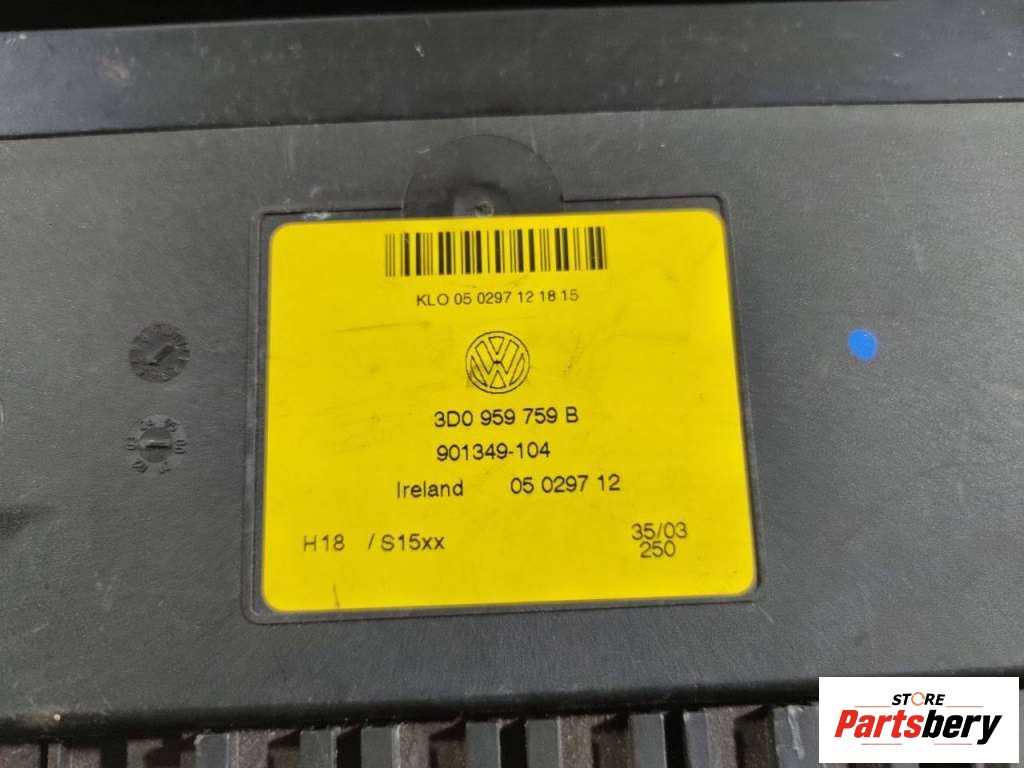 KLO 05 0297 12 18 15
3D0 959 759 B
901349-104
Ireland 05 0297 12
H18 / S15xx 35/03
250
STORE
Partsbery